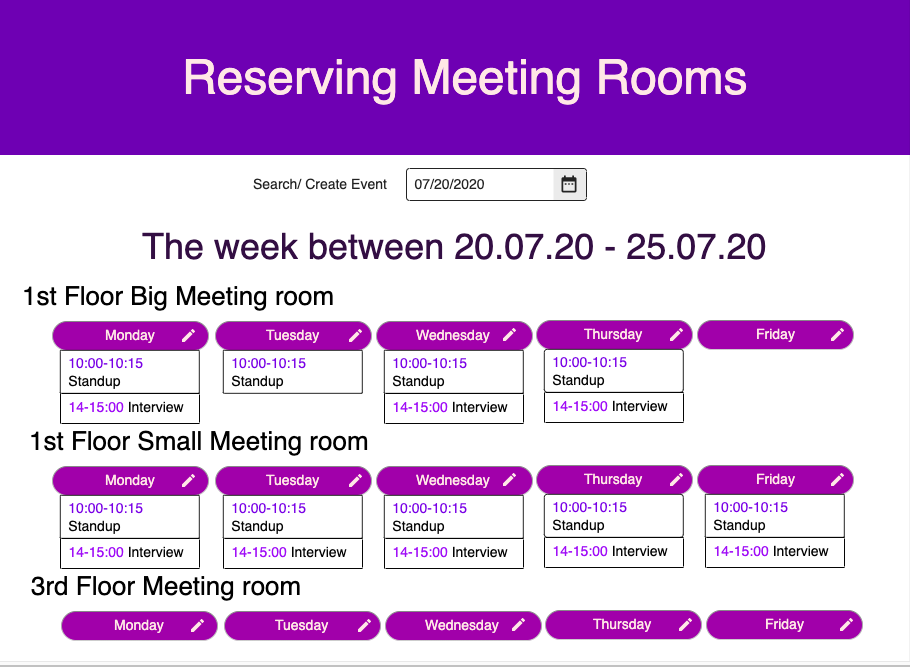 Reserving Meeting Rooms
Search/ Create Event 07/20/2020
The week between 20.07.20 - 25.07.20
1st Floor Big Meeting room
Monday Tuesday Wednesday Thursday Friday
10:00-10:15 10:00-10:15 10:00-10:15 10:00-10:15
Standup Standup Standup Standup
14-15:00 Interview 14-15:00 Interview 14-15:00 Interview
1st Floor Small Meeting room
Monday Tuesday Wednesday Thursday Friday
10:00-10:15 10:00-10:15 10:00-10:15 10:00-10:15 10:00-10:15
Standup Standup Standup Standup Standup
14-15:00 Interview 14-15:00 Interview 14-15:00 Interview 14-15:00 Interview 14-15:00 Interview
3rd Floor Meeting room
Monday Tuesday Wednesday Thursday Friday